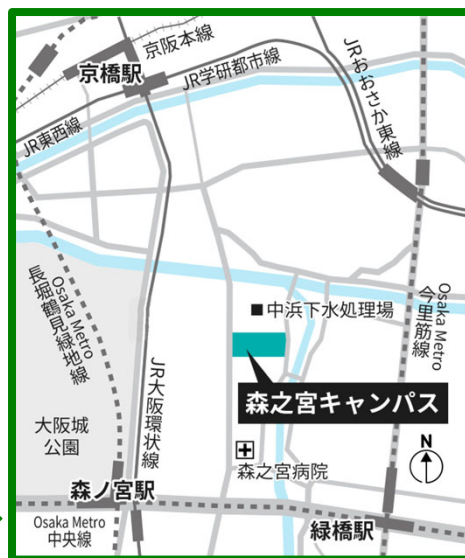 京橋駅
京阪本線
JR学研都市線
JR東西線
JRおおさか東線
Osaka Metro
長堀鶴見緑地線
Osaka Metro
今里筋線
中浜下水処理場
森之宮キャンパス
JR大阪環状線
大阪城
公園
森之宮病院
N
森ノ宮駅
緑橋駅
Osaka Metro
中央線